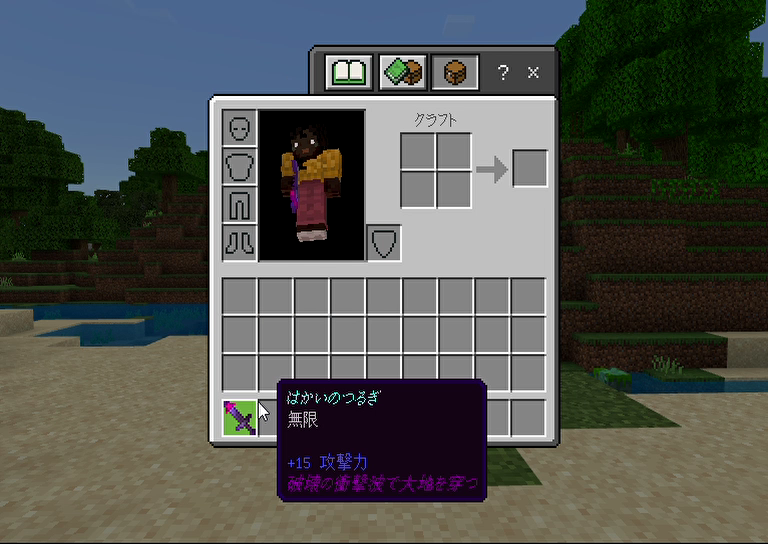 ? ×
クラフト
はかいのつるぎ
無限
+15 攻撃力
破壊の衝撃波で大地を穿つ